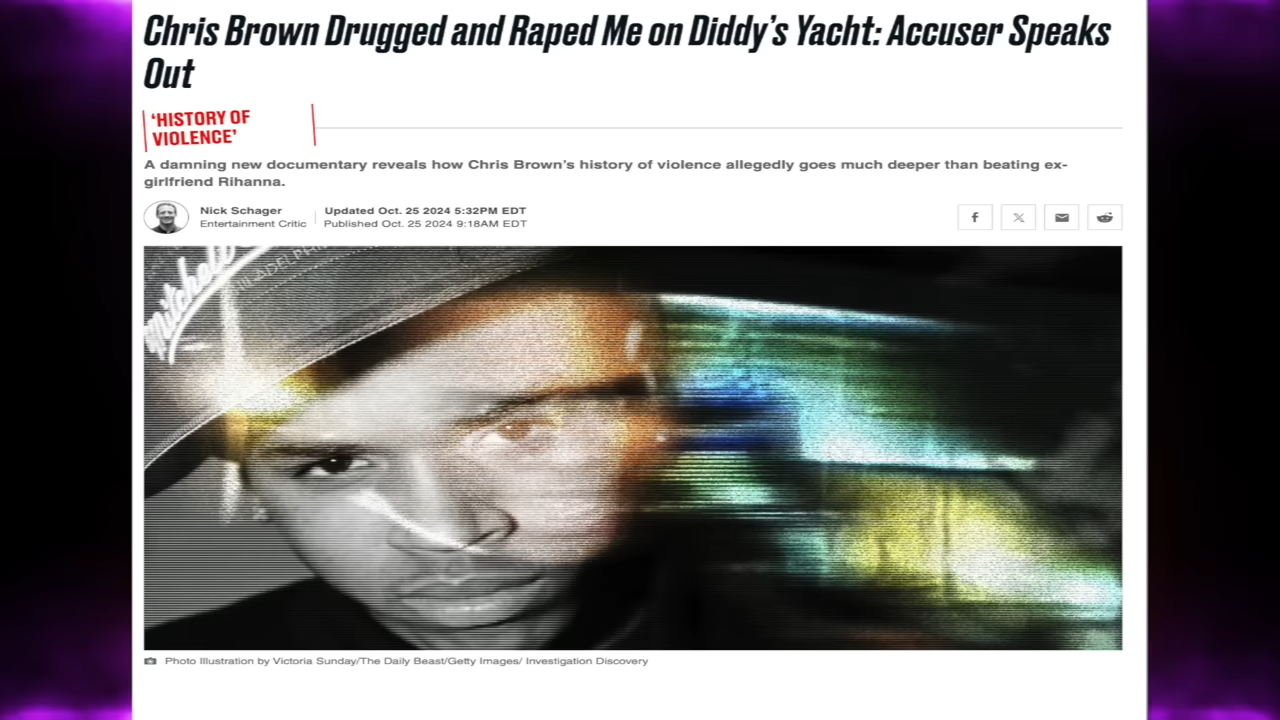 Chris Brown Drugged and Raped Me on Diddy's Yacht: Accuser Speaks
Out
‘HISTORY OF
VIOLENCE’
A damning new documentary reveals how Chris Brown’s history of violence allegedly goes much deeper than beating ex-
girlfriend Rihanna.
Nick Schager
Entertainment Critic
Updated Oct. 25 2024 5:32PM EDT
Published Oct. 25 2024 9:18AM EDT
Mitchell
PHILADELPHIA
Photo Illustration by Victoria Sunday/The Daily Beast/Getty Images/ Investigation Discovery